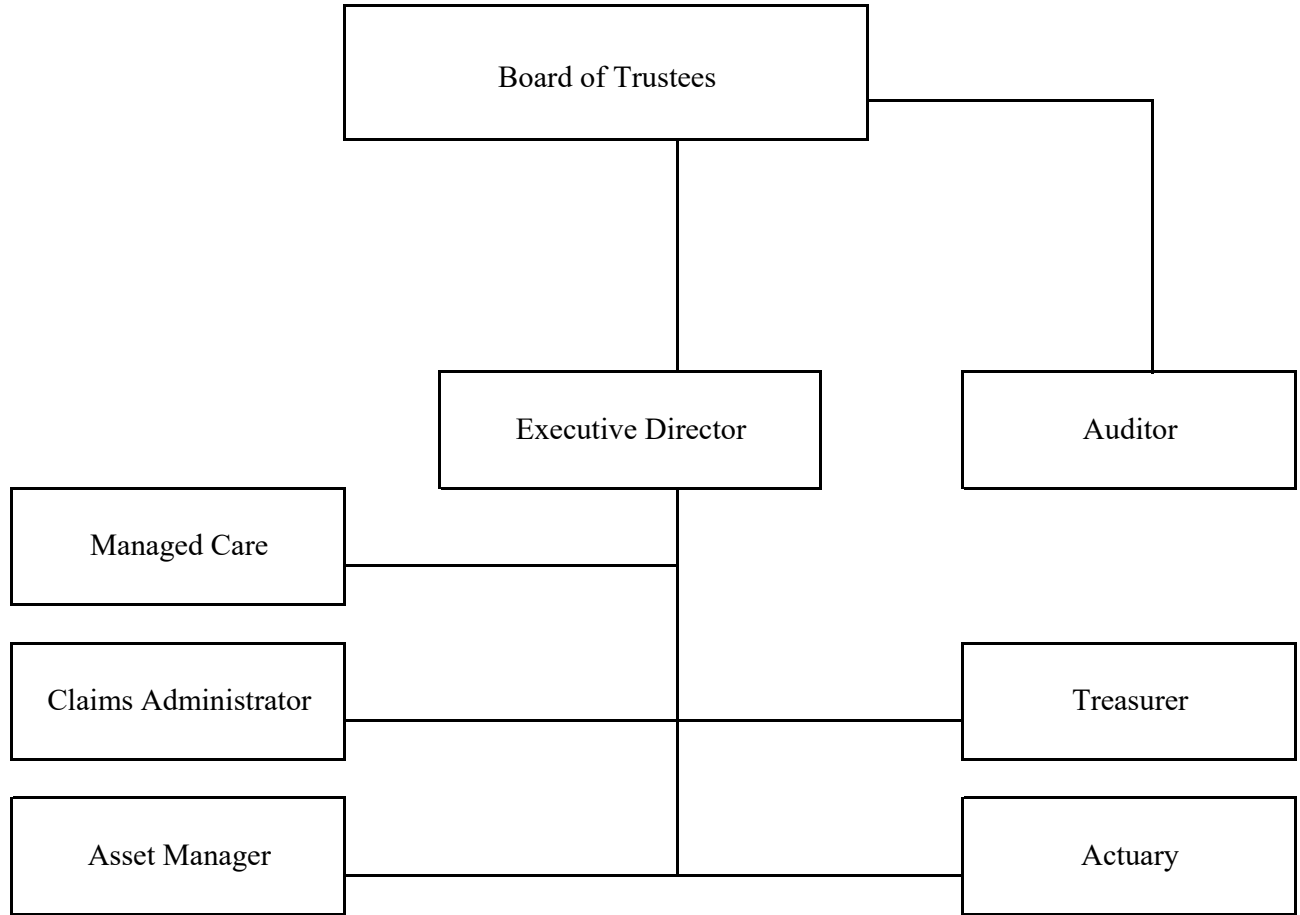 Board of Trustees
Executive Director
Auditor
Managed Care
Claims Administrator
Treasurer
Asset Manager
Actuary